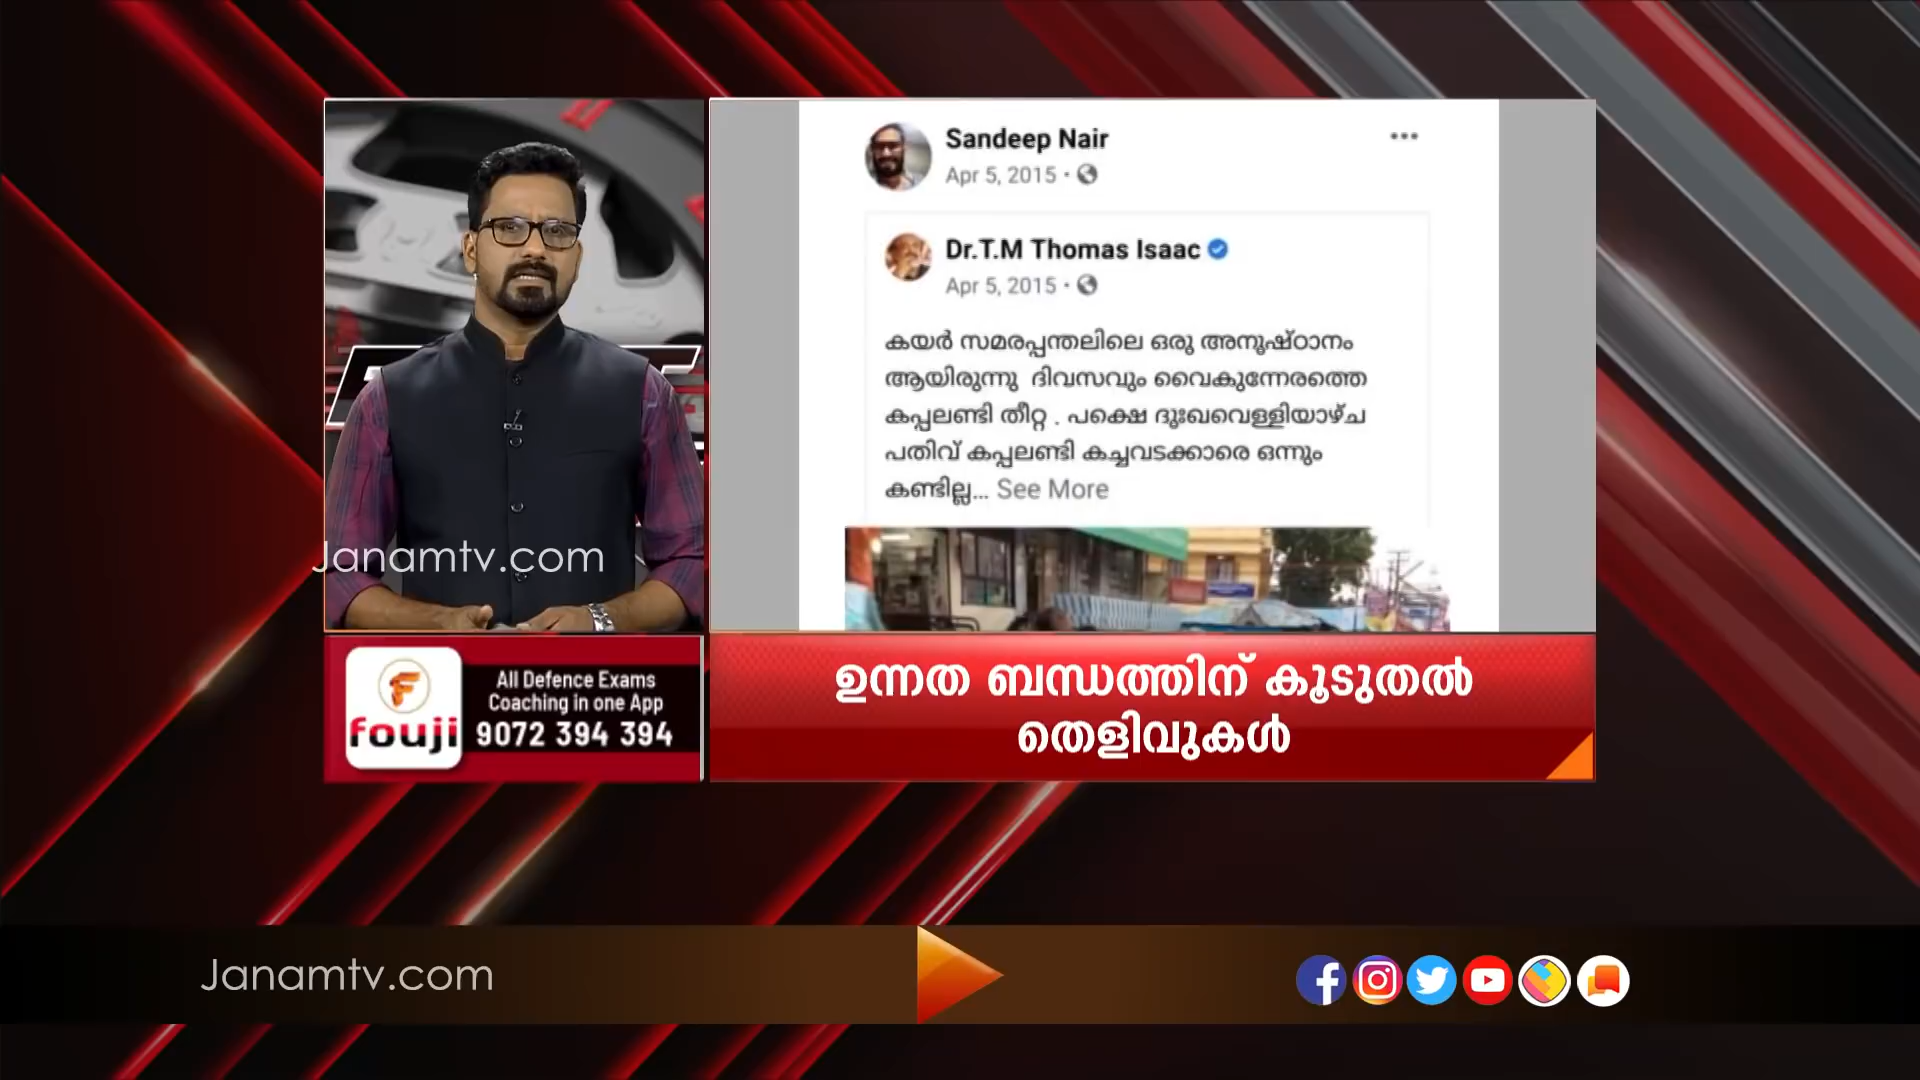 Sandeep Nair
Apr 5, 2015 ·
Dr.T.M Thomas Isaac
Apr 5, 2015 ·
കയർ സമരപ്പന്തലിലെ ഒരു അനുഷ്ഠാനം
ആയിരുന്നു ദിവസവും വൈകുന്നേരത്തെ
കപ്പലണ്ടി തീറ്റ . പക്ഷെ ദുഃഖവെള്ളിയാഴ്ച
പതിവ് കപ്പലണ്ടി കച്ചവടക്കാരെ ഒന്നും
കണ്ടില്ല... See More
Janamtv.com
fouji
All Defence Exams
Coaching in one App
9072 394 394
ഉന്നത ബന്ധത്തിന് കൂടുതൽ
തെളിവുകൾ
Janamtv.com